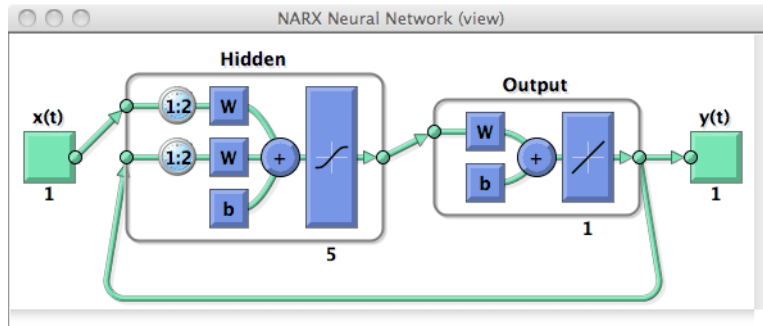 NARX Neural Network (view)
Hidden
Output
x(t)
1
1:2
W
1:2
W
b
+
5
W
b
+
1
y(t)
1